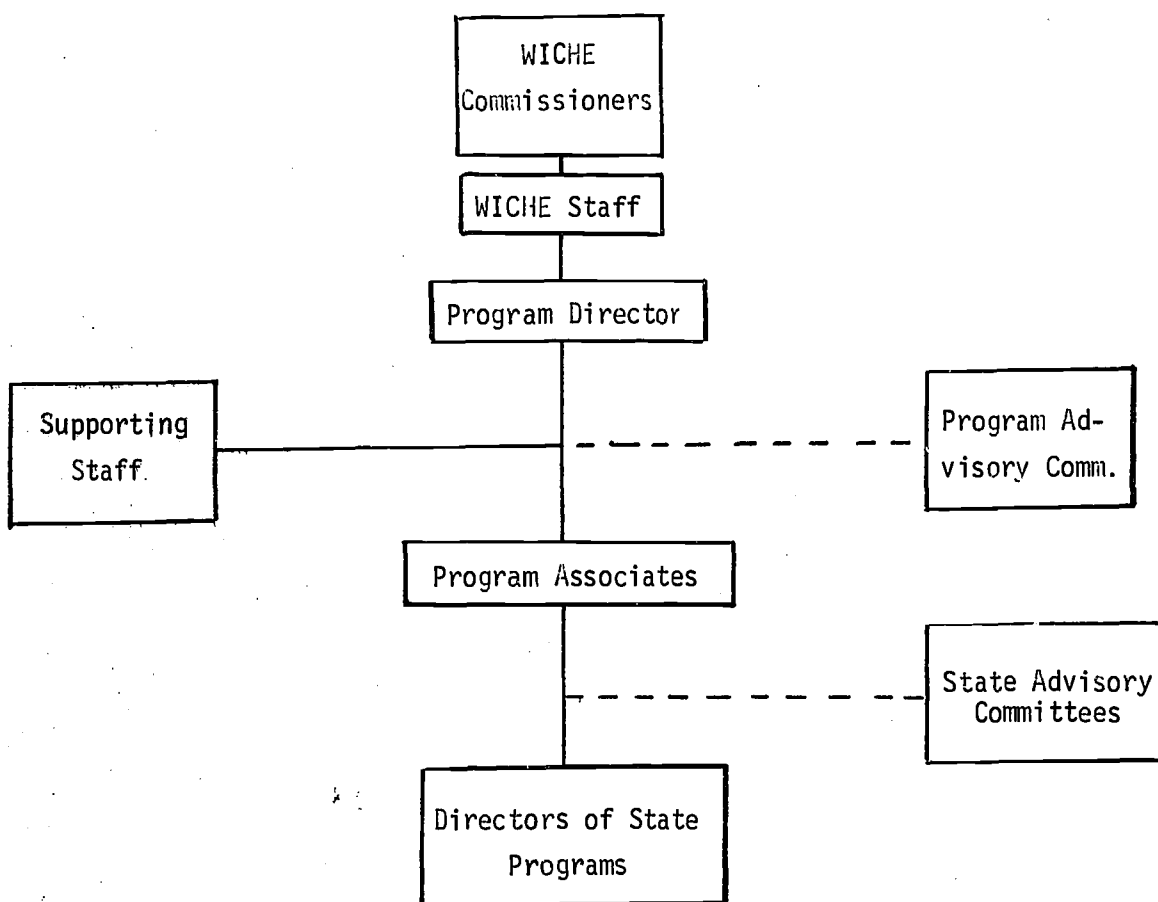 WICHE
Commissioners
WICHE Staff
Program Director
Supporting
Staff.
Program Ad-
visory Comm.
Program Associates
State Advisory
Committees
Directors of State
Programs